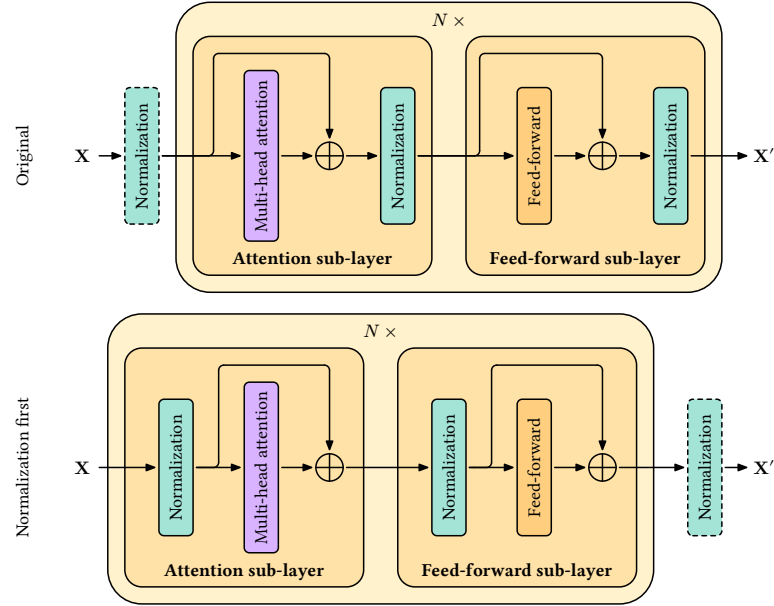 N ×
Original
X
Normalization
Multi-head attention
Normalization
Feed-forward
Normalization
X′
Attention sub-layer
Feed-forward sub-layer
N ×
Normalization first
X
Normalization
Multi-head attention
Normalization
Feed-forward
Normalization
X′
Attention sub-layer
Feed-forward sub-layer